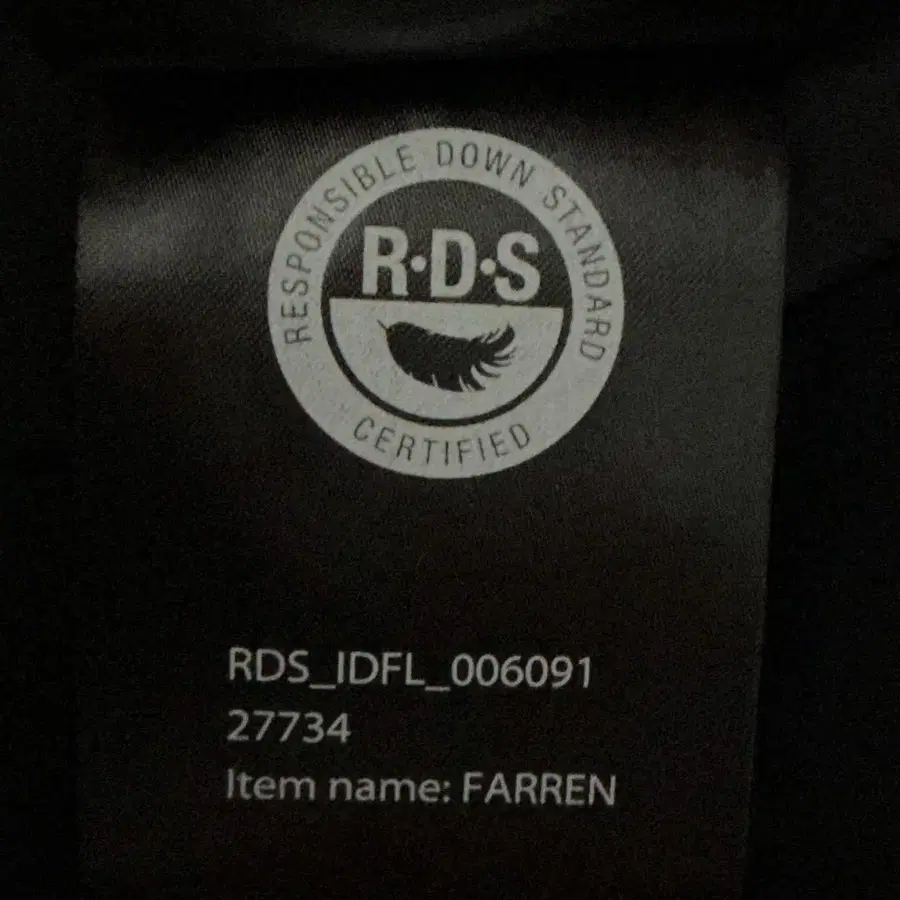 RESPONSIBLE DOWN STANDARD
R·D·S
CERTIFIED
RDS_IDFL_006091
27734
Item name: FARREN